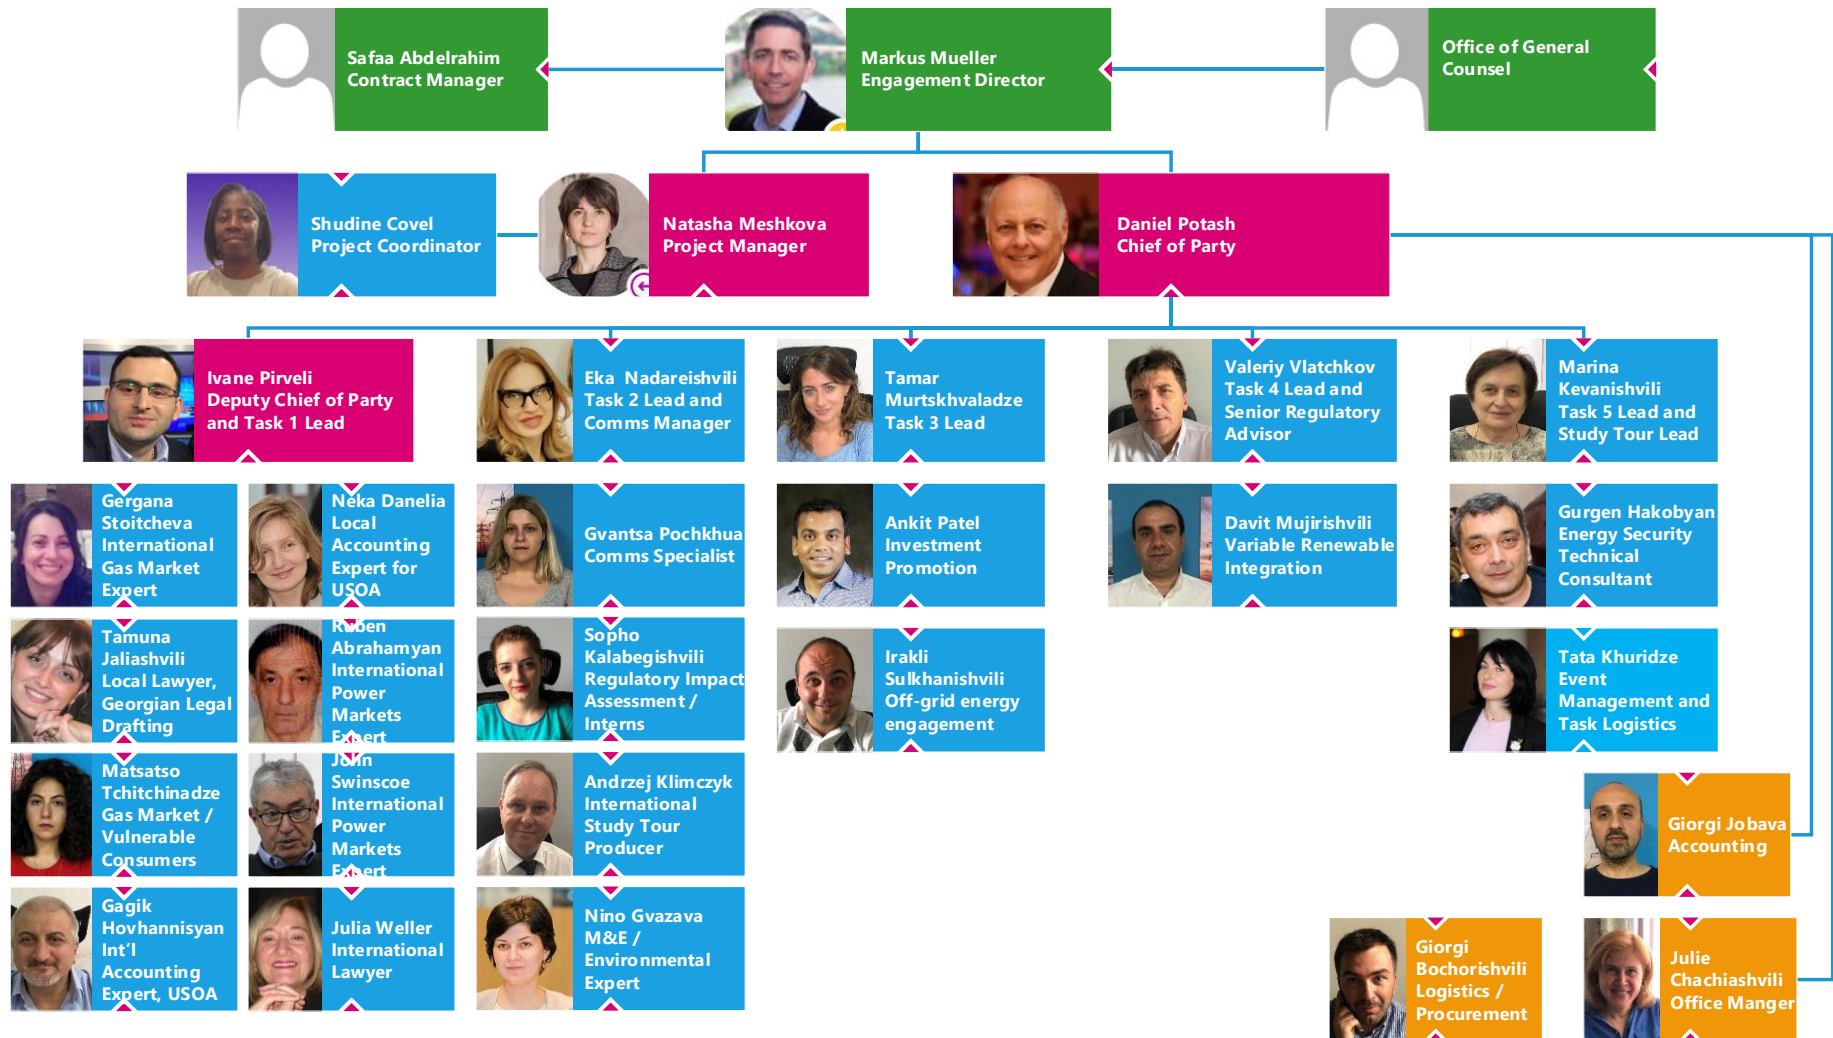 Safaa Abdelrahim
Contract Manager
Markus Mueller
Engagement Director
Office of General
Counsel
Shudine Covel
Project Coordinator
Natasha Meshkova
Project Manager
Daniel Potash
Chief of Party
Ivane Pirveli
Deputy Chief of Party
and Task 1 Lead
Eka Nadareishvili
Task 2 Lead and
Comms Manager
Tamar
Murtskhvaladze
Task 3 Lead
Valeriy Vlatchkov
Task 4 Lead and
Senior Regulatory
Advisor
Marina
Kevanishvili
Task 5 Lead and
Study Tour Lead
Gergana
Stoitcheva
International
Gas Market
Expert
Neka Danelia
Local
Accounting
Expert for
USOA
Gvantsa Pochkhua
Comms Specialist
Ankit Patel
Investment
Promotion
Davit Mujirishvili
Variable Renewable
Integration
Gurgen Hakobyan
Energy Security
Technical
Consultant
Tamuna
Jaliashvili
Local Lawyer,
Georgian Legal
Drafting
Ruben
Abrahamyan
International
Power
Markets
Expert
Sopho
Kalabegishvili
Regulatory Impact
Assessment /
Interns
Irakli
Sulkhanishvili
Off-grid energy
engagement
Tata Khuridze
Event
Management and
Task Logistics
Matsatso
Tchitchinadze
Gas Market /
Vulnerable
Consumers
John
Swinscoe
International
Power
Markets
Expert
Andrzej Klimczyk
International
Study Tour
Producer
Giorgi Jobava
Accounting
Gagik
Hovhannisyan
Int’l
Accounting
Expert, USOA
Julia Weller
International
Lawyer
Nino Gvazava
M&E /
Environmental
Expert
Giorgi
Bochorishvili
Logistics /
Procurement
Julie
Chachiashvili
Office Manger